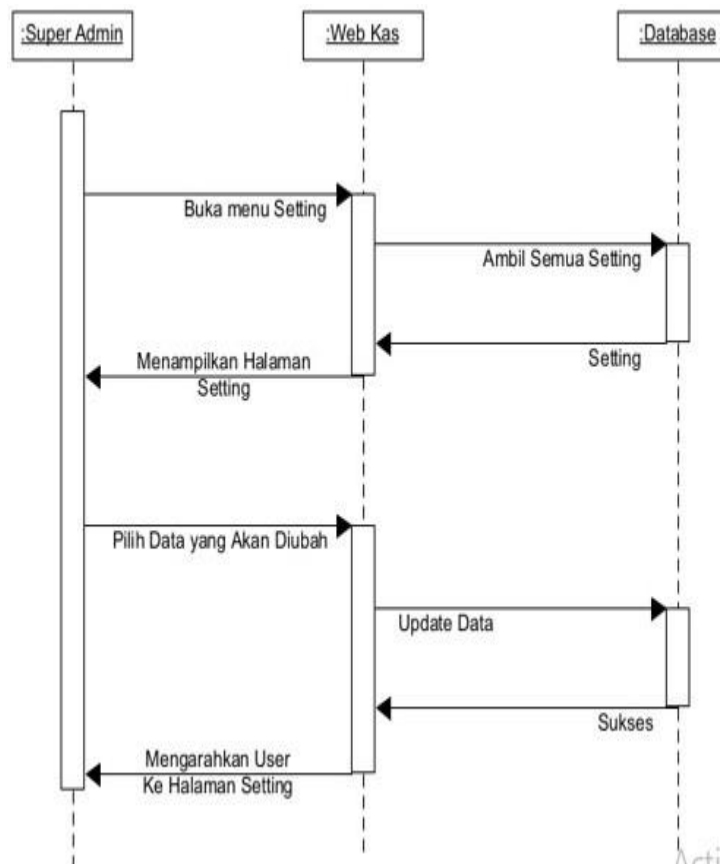 :Super Admin
:Web Kas
:Database
Buka menu Setting
Ambil Semua Setting
Setting
Menampilkan Halaman
Setting
Pilih Data yang Akan Diubah
Update Data
Sukses
Mengarahkan User
Ke Halaman Setting